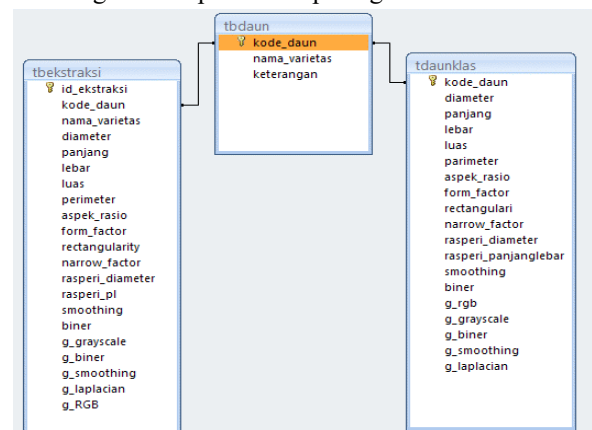 tbdaun
kode_daun
nama_varietas
keterangan
tbekstraksi
id_ekstraksi
kode_daun
nama_varietas
diameter
panjang
lebar
luas
perimeter
aspek_rasio
form_factor
rectangularity
narrow_factor
rasperi_diameter
rasperi_pl
smoothing
biner
g_grayscale
g_biner
g_smoothing
g_laplacian
g_RGB
tdaunklas
kode_daun
diameter
panjang
lebar
luas
parimeter
aspek_rasio
form_factor
rectangulari
narrow_factor
rasperi_diameter
rasperi_panjanglebar
smoothing
biner
g_rgb
g_grayscale
g_biner
g_smoothing
g_laplacian